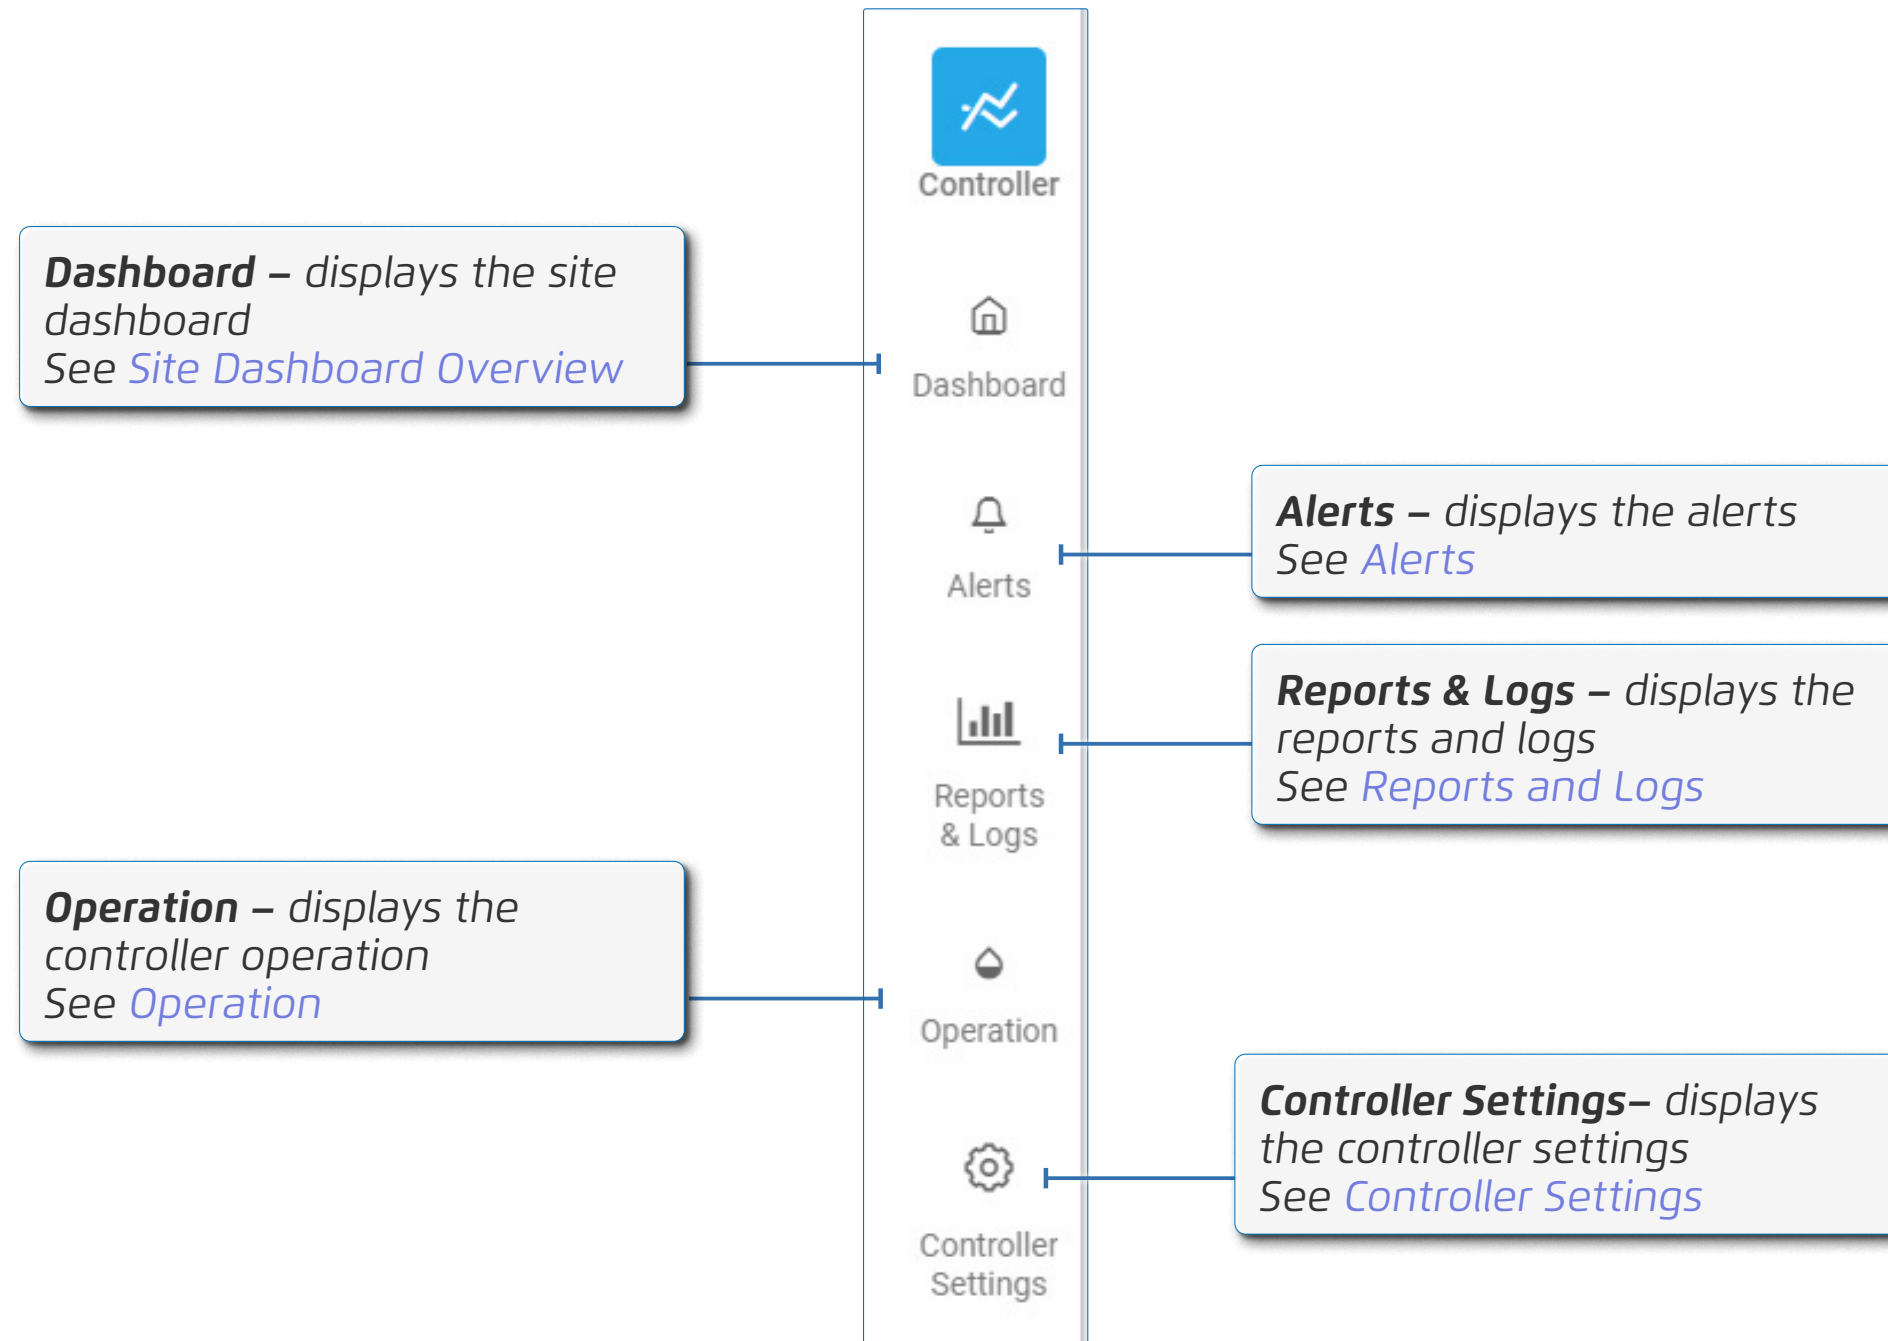 Controller
Dashboard – displays the site
dashboard
See Site Dashboard Overview
Dashboard
Alerts – displays the alerts
See Alerts
Alerts
Reports & Logs – displays the
reports and logs
See Reports and Logs
Reports
& Logs
Operation – displays the
controller operation
See Operation
Operation
Controller Settings– displays
the controller settings
See Controller Settings
Controller
Settings